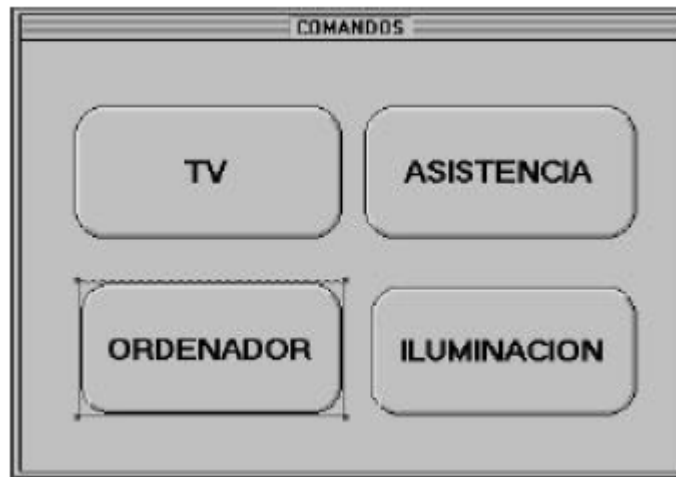 COMANDOS
TV
ASISTENCIA
ORDENADOR
ILUMINACION